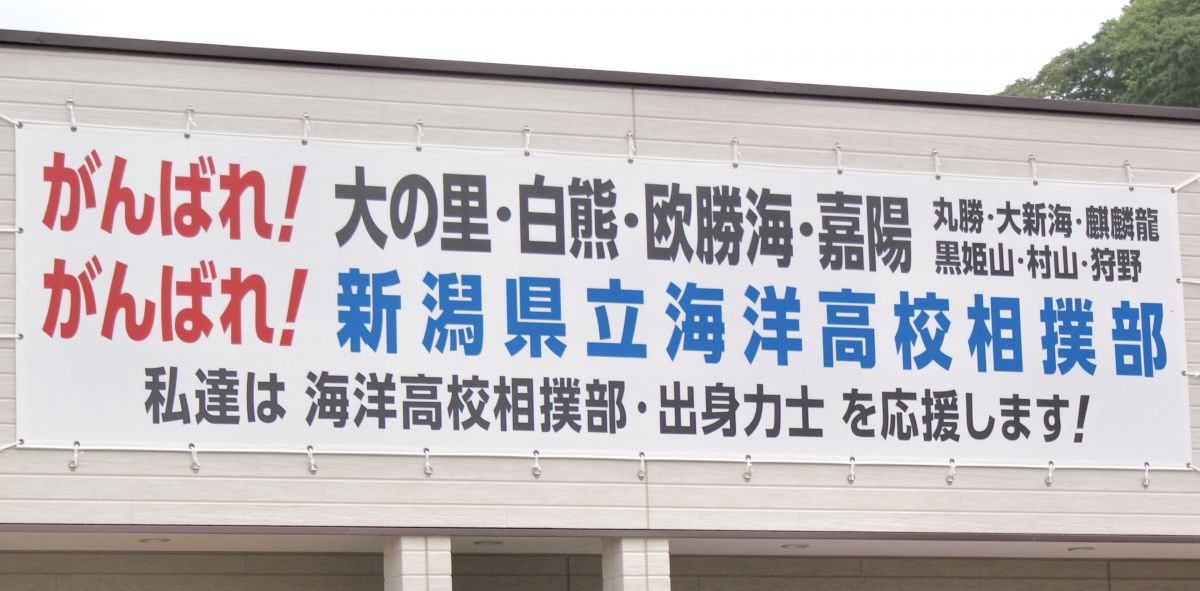 がんばれ! 大の里・白熊・欧勝海・嘉陽 丸勝・大新海・麒麟龍
黒姫山・村山・狩野
がんばれ! 新潟県立海洋高校相撲部
私達は 海洋高校相撲部・出身力士 を応援します!